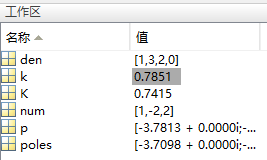 工作区
名称 值
den [1,3,2,0]
k 0.7851
K 0.7415
num [1,-2,2]
p [-3.7813 + 0.0000i;-...
poles [-3.7098 + 0.0000i;-...